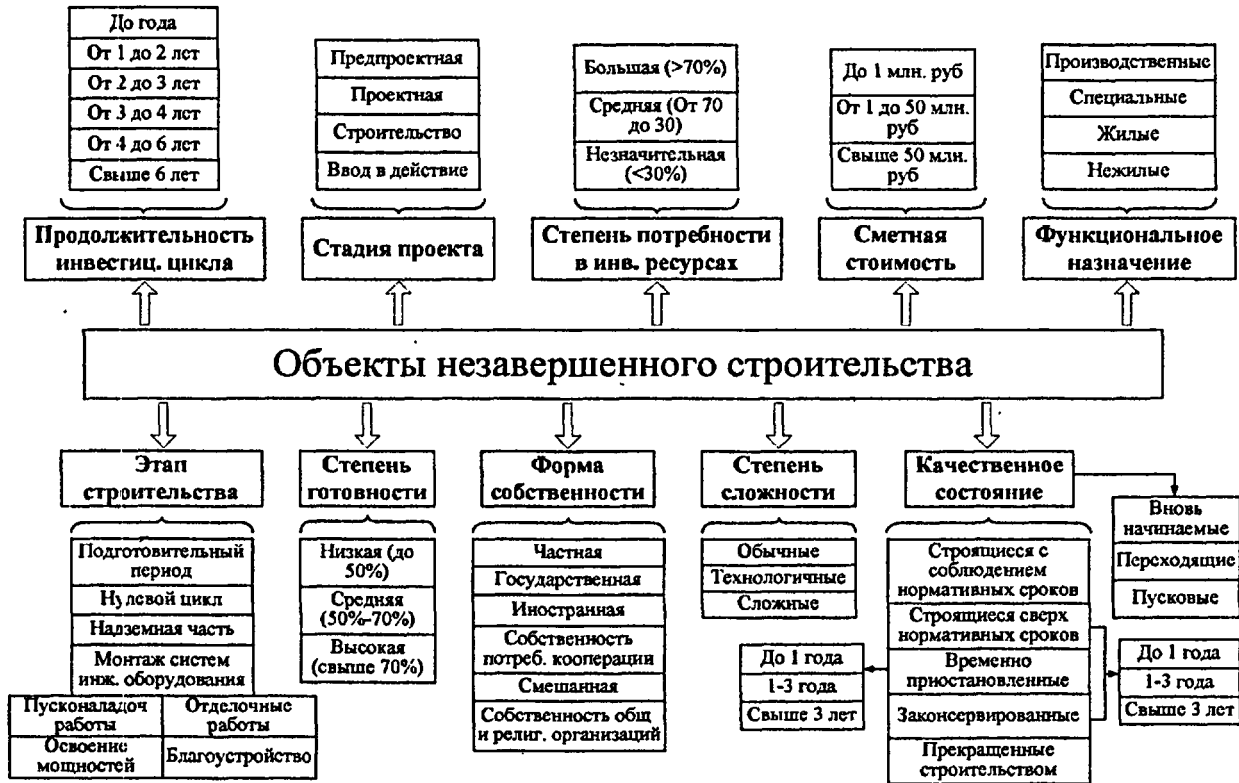 До года
От 1 до 2 лет
От 2 до 3 лет
От 3 до 4 лет
От 4 до 6 лет
Свыше 6 лет
Продолжительность
инвестиц. цикла
Предпроектная
Проектная
Строительство
Ввод в действие
Стадия проекта
Большая (>70%)
Средняя (От 70
до 30)
Незначительная
(<30%)
Степень потребности
в инв. ресурсах
До 1 млн. руб
От 1 до 50 млн.
руб
Свыше 50 млн.
руб
Сметная
стоимость
Производственные
Специальные
Жилые
Нежилые
Функциональное
назначение
Объекты незавершенного строительства
Этап
строительства
Подготовительный
период
Нулевой цикл
Надземная часть
Монтаж систем
инж. оборудования
Пусконаладоч
работы
Отделочные
работы
Освоение
мощностей
Благоустройство
Степень
готовности
Низкая (до
50%)
Средняя
(50%-70%)
Высокая
(свыше 70%)
Форма
собственности
Частная
Государственная
Иностранная
Собственность
потреб. кооперации
Смешанная
Собственность общ
и религ. организаций
Степень
сложности
Обычные
Технологичные
Сложные
Качественное
состояние
Вновь
начинаемые
Переходящие
Пусковые
Строящиеся с
соблюдением
нормативных сроков
Строящиеся сверх
нормативных сроков
Временно
приостановленные
Законсервированные
Прекращенные
строительством
До 1 года
1-3 года
Свыше 3 лет
До 1 года
1-3 года
Свыше 3 лет